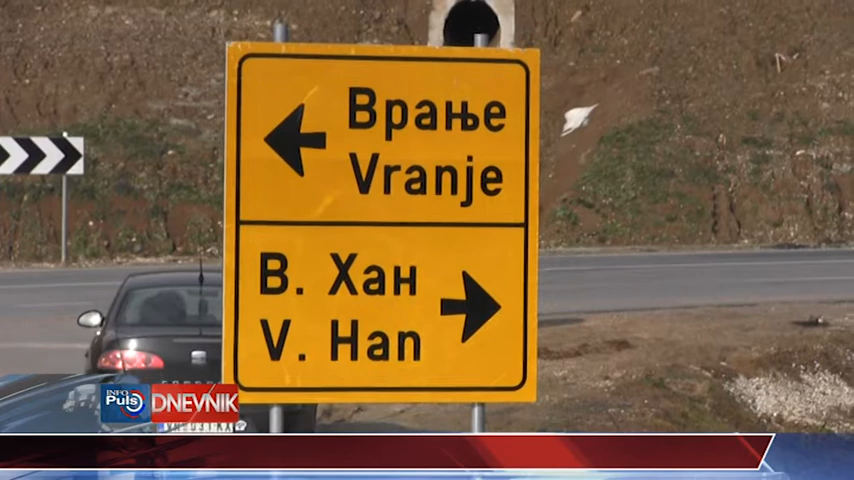 Врање
Vranje
В. Хан
V. Han
INFO
Puls
DNEVNIK